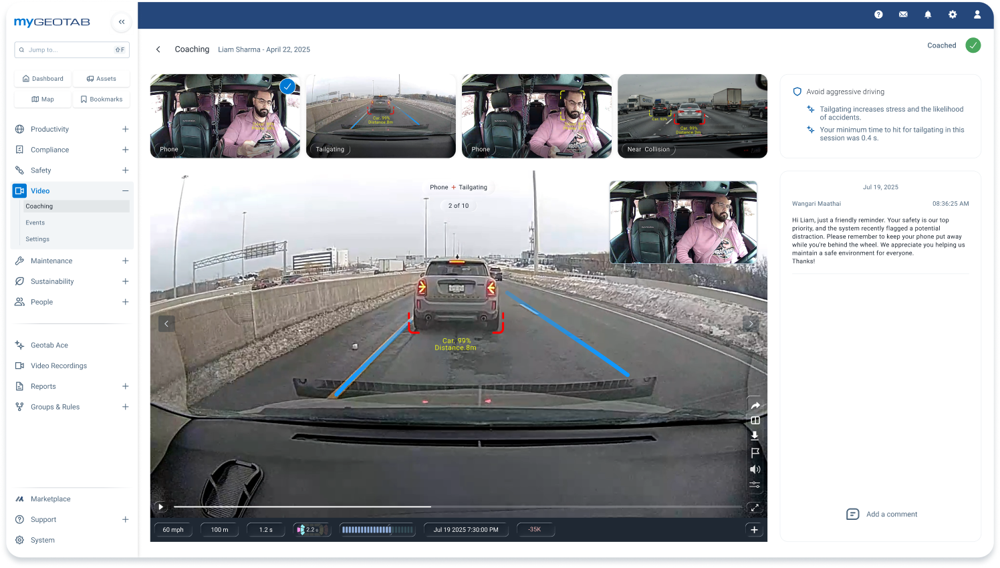 myGEOTAB
Jump to...
⇧F
Dashboard
Assets
Map
Bookmarks
Productivity
Compliance
Safety
Video
Coaching
Events
Settings
Maintenance
Sustainability
People
Geotab Ace
Video Recordings
Reports
Groups & Rules
Marketplace
Support
System
Coaching Liam Sharma - April 22, 2025
Coached
Phone
Car. 99%
Distance.8m
Tailgating
Phone
Car. 93%
Car. 99%
Distance 3m
Near Collision
Phone + Tailgating
2 of 10
Car. 99%
Distance.8m
60 mph
100 m
1.2 s
2.2 s
Jul 19 2025 7:30:00 PM
-35K
Avoid aggressive driving
Tailgating increases stress and the likelihood
of accidents.
Your minimum time to hit for tailgating in this
session was 0.4 s.
Jul 19, 2025
Wangari Maathai 08:36:25 AM
Hi Liam, just a friendly reminder. Your safety is our top
priority, and the system recently flagged a potential
distraction. Please remember to keep your phone put away
while you're behind the wheel. We appreciate you helping us
maintain a safe environment for everyone.
Thanks!
Add a comment